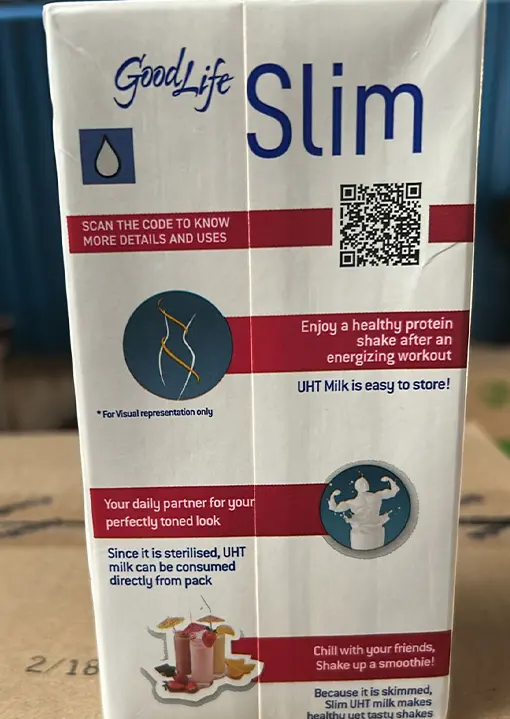 GoodLife Slim
SCAN THE CODE TO KNOW
MORE DETAILS AND USES
Enjoy a healthy protein
shake after an
energizing workout
UHT Milk is easy to store!
* For Visual representation only
Your daily partner for your
perfectly toned look
Since it is sterilised, UHT
milk can be consumed
directly from pack
Chill with your friends,
Shake up a smoothie!
Because it is skimmed,
Slim UHT milk makes
healthy yet tasty shakes
2/18